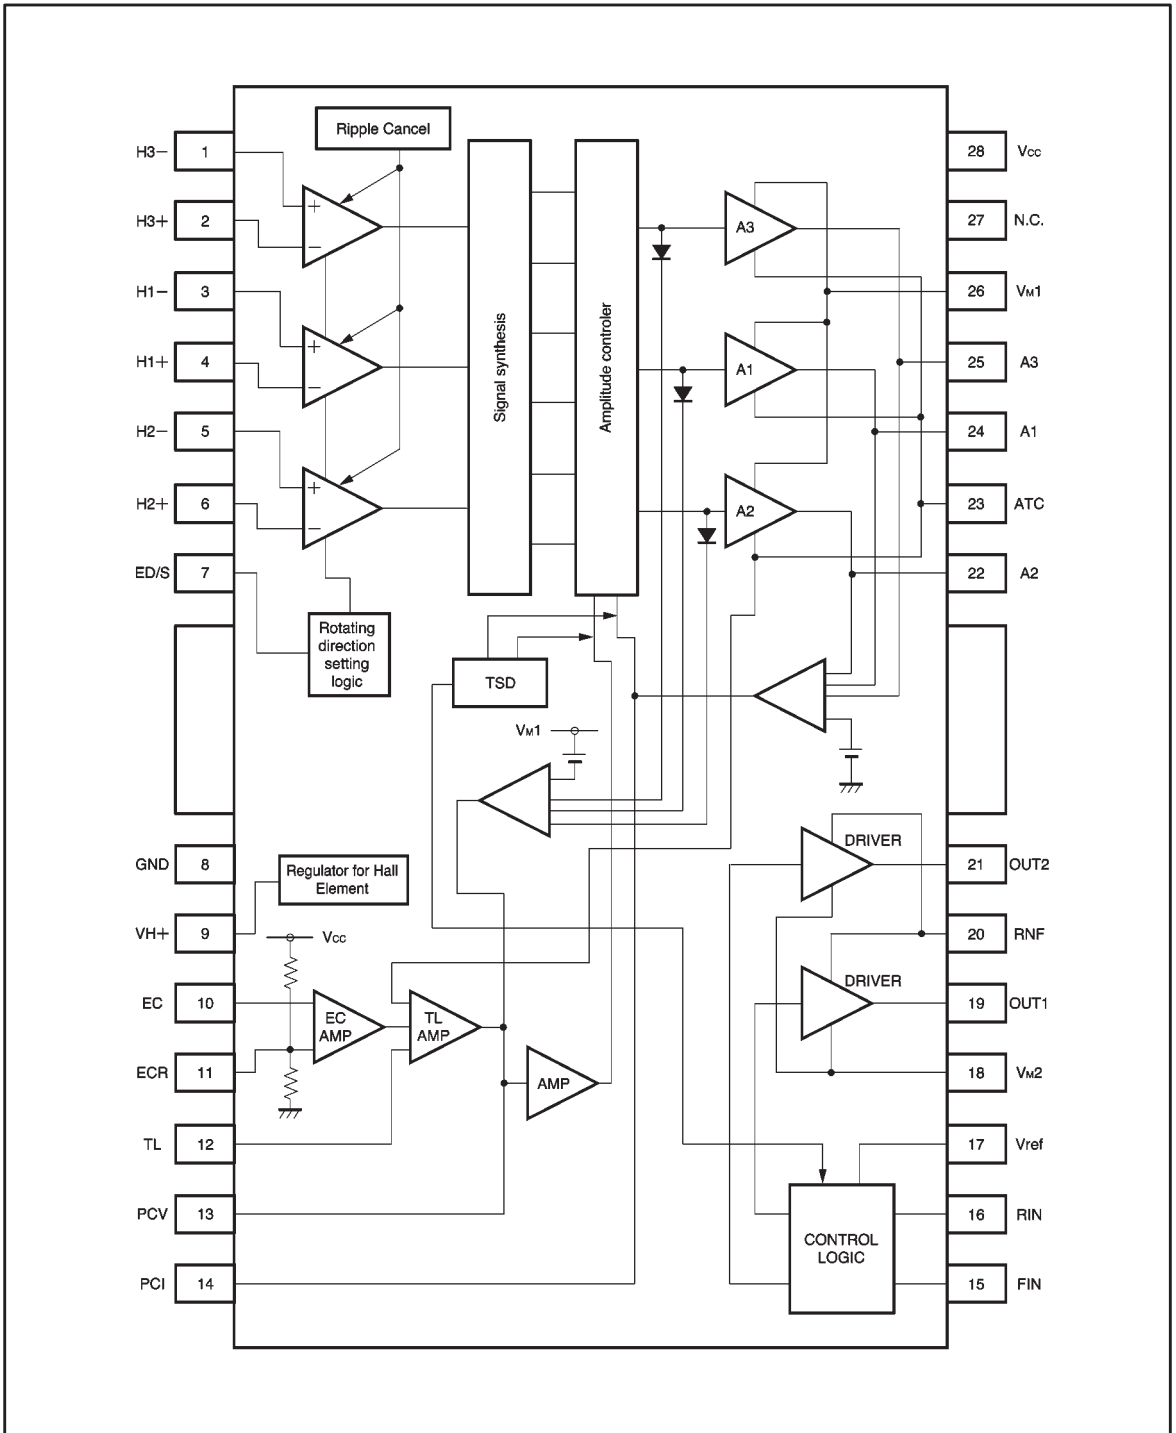 Ripple Cancel
H3− 1
H3+ 2
H1− 3
H1+ 4
H2− 5
H2+ 6
ED/S 7
GND 8
VH+ 9
EC 10
ECR 11
TL 12
PCV 13
PCI 14
+
−
+
−
+
−
Signal synthesis
Amplitude controler
A3
A1
A2
Rotating
direction
setting
logic
TSD
VM1
Regulator for Hall
Element
VCC
EC
AMP
TL
AMP
AMP
DRIVER
DRIVER
CONTROL
LOGIC
28 VCC
27 N.C.
26 VM1
25 A3
24 A1
23 ATC
22 A2
21 OUT2
20 RNF
19 OUT1
18 VM2
17 Vref
16 RIN
15 FIN